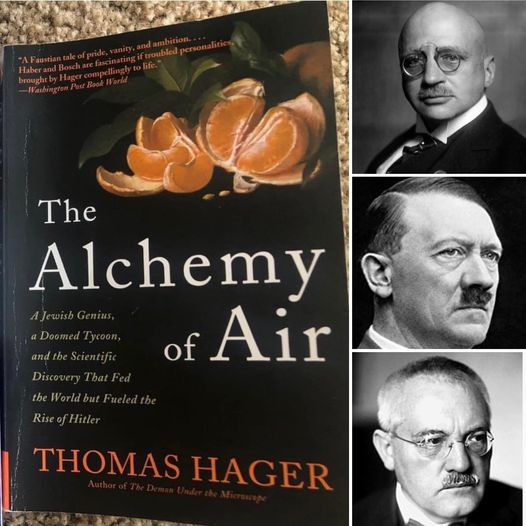 "A Faustian tale of pride, vanity, and ambition. . . .
Haber and Bosch are fascinating if troubled personalities,
brought by Hager compellingly to life."
—Washington Post Book World
The
Alchemy
of Air
A Jewish Genius,
a Doomed Tycoon,
and the Scientific
Discovery That Fed
the World but Fueled the
Rise of Hitler
THOMAS HAGER
Author of The Demon Under the Microscope